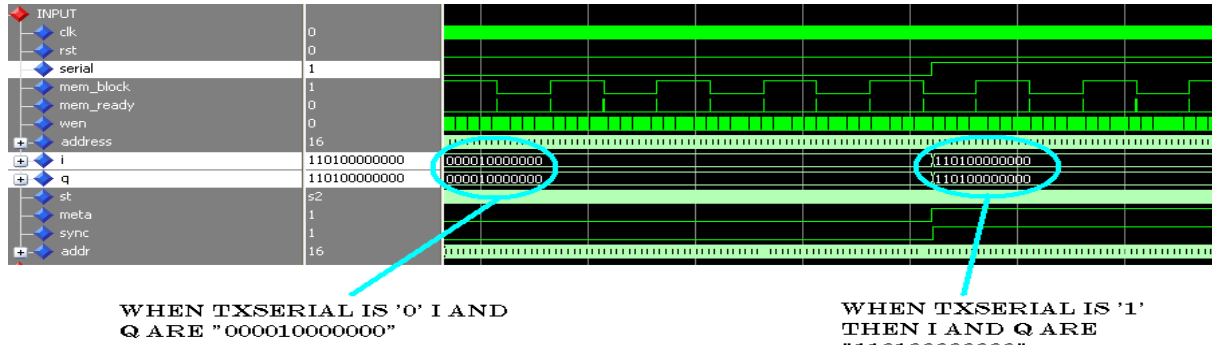 INPUT
clk 0
rst 0
serial 1
mem_block 1
mem_ready 0
wen 0
address 16
i 110100000000 000010000000 110100000000
q 110100000000 000010000000 110100000000
st s2
meta 1
sync 1
addr 16
WHEN TXSERIAL IS '0' I AND
Q ARE "000010000000"
WHEN TXSERIAL IS '1'
THEN I AND Q ARE